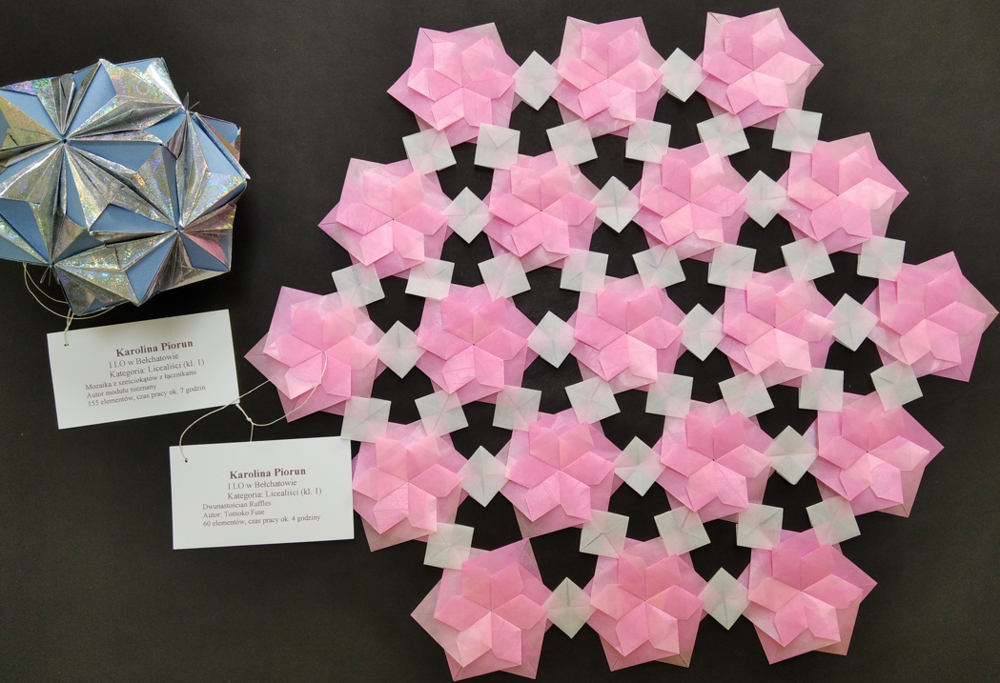 Karolina Piorun
I LO w Bełchatowie
Kategoria: Licealiści (kl. 1)
Mozaika z sześciokątów z łącznikami
Autor modułu nieznany
155 elementów, czas pracy ok. 7 godzin
Karolina Piorun
I LO w Bełchatowie
Kategoria: Licealiści (kl. 1)
Dwunastościan Ruffles
Autor: Tomoko Fuse
60 elementów, czas pracy ok. 4 godziny